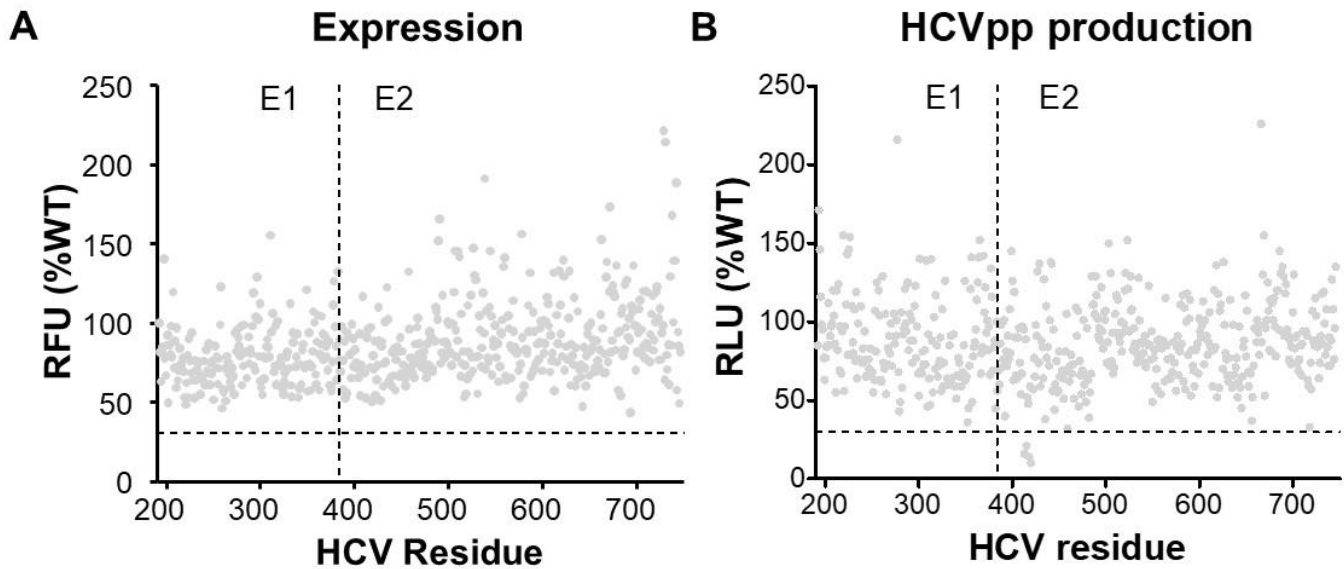 A
Expression
RFU (%WT)
250
200
150
100
50
0
E1
E2
200 300 400 500 600 700
HCV Residue
B
HCVpp production
RLU (%WT)
250
200
150
100
50
0
E1
E2
200 300 400 500 600 700
HCV residue